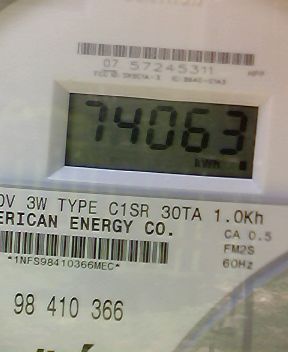 07 57245311
74063
KWH
0V 3W TYPE C1SR 30TA 1.0Kh
ERICAN ENERGY CO.
CA 0.5
FM2S
60Hz
*1NFS98410366MEC*
98 410 366